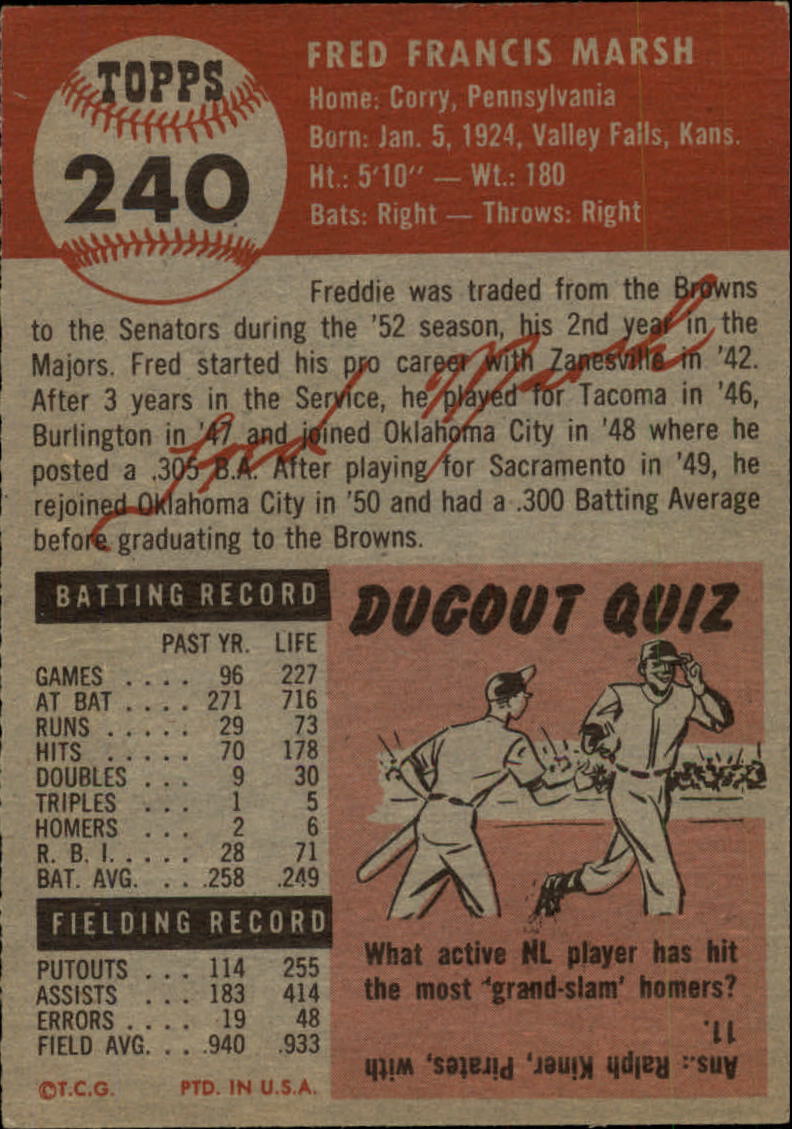 TOPPS
240
FRED FRANCIS MARSH
Home: Corry, Pennsylvania
Born: Jan. 5, 1924, Valley Falls, Kans.
Ht.: 5'10" — Wt.: 180
Bats: Right — Throws: Right
Freddie was traded from the Browns
to the Senators during the '52 season, his 2nd year in the
Majors. Fred started his pro career with Zanesville in '42.
After 3 years in the Service, he played for Tacoma in '46,
Burlington in '47 and joined Oklahoma City in '48 where he
posted a .305 B.A. After playing for Sacramento in '49, he
rejoined Oklahoma City in '50 and had a .300 Batting Average
before graduating to the Browns.
Fred Marsh
BATTING RECORD
PAST YR. LIFE
GAMES .... 96 227
AT BAT .... 271 716
RUNS ..... 29 73
HITS ..... 70 178
DOUBLES ... 9 30
TRIPLES ... 1 5
HOMERS ... 2 6
R. B. I..... 28 71
BAT. AVG. ... .258 .249
FIELDING RECORD
PUTOUTS ... 114 255
ASSISTS ... 183 414
ERRORS .... 19 48
FIELD AVG. ... .940 .933
©T.C.G. PTD. IN U.S.A.
DUGOUT QUIZ
What active NL player has hit
the most 'grand-slam' homers?
Ans.: Ralph Kiner, Pirates, with
11.